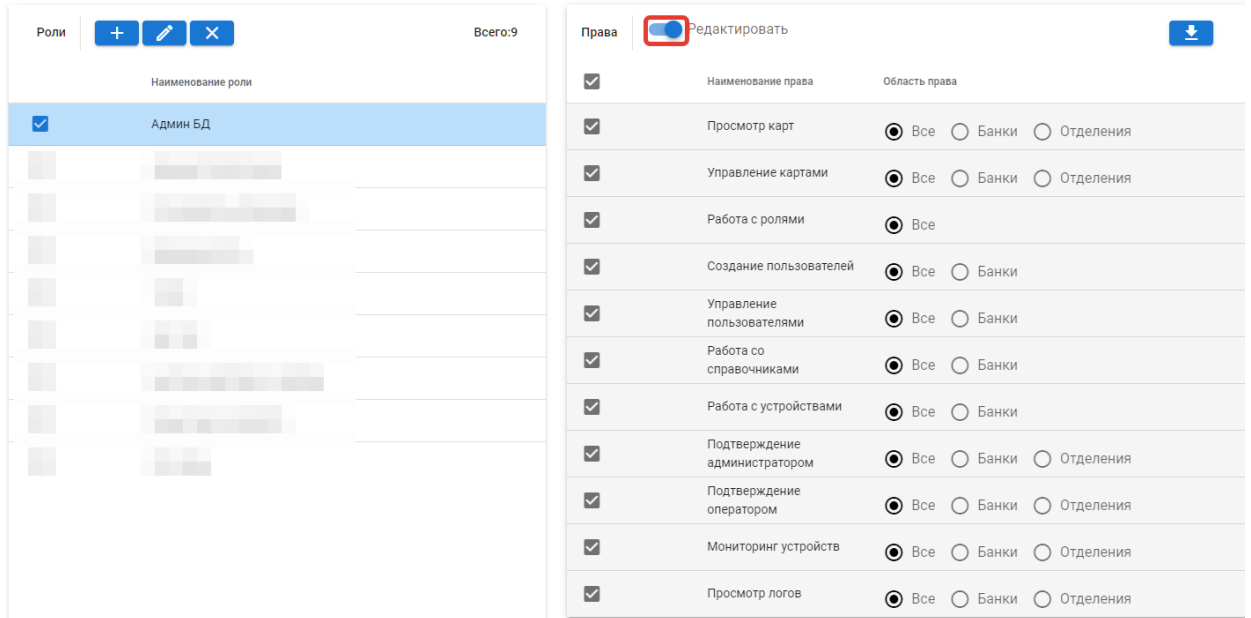 Роли
Всего:9
Наименование роли
Админ БД
Права
Редактировать
Наименование права Область права
Просмотр карт Все Банки Отделения
Управление картами Все Банки Отделения
Работа с ролями Все
Создание пользователей Все Банки
Управление
пользователями Все Банки
Работа со
справочниками Все Банки
Работа с устройствами Все Банки
Подтверждение
администратором Все Банки Отделения
Подтверждение
оператором Все Банки Отделения
Мониторинг устройств Все Банки Отделения
Просмотр логов Все Банки Отделения